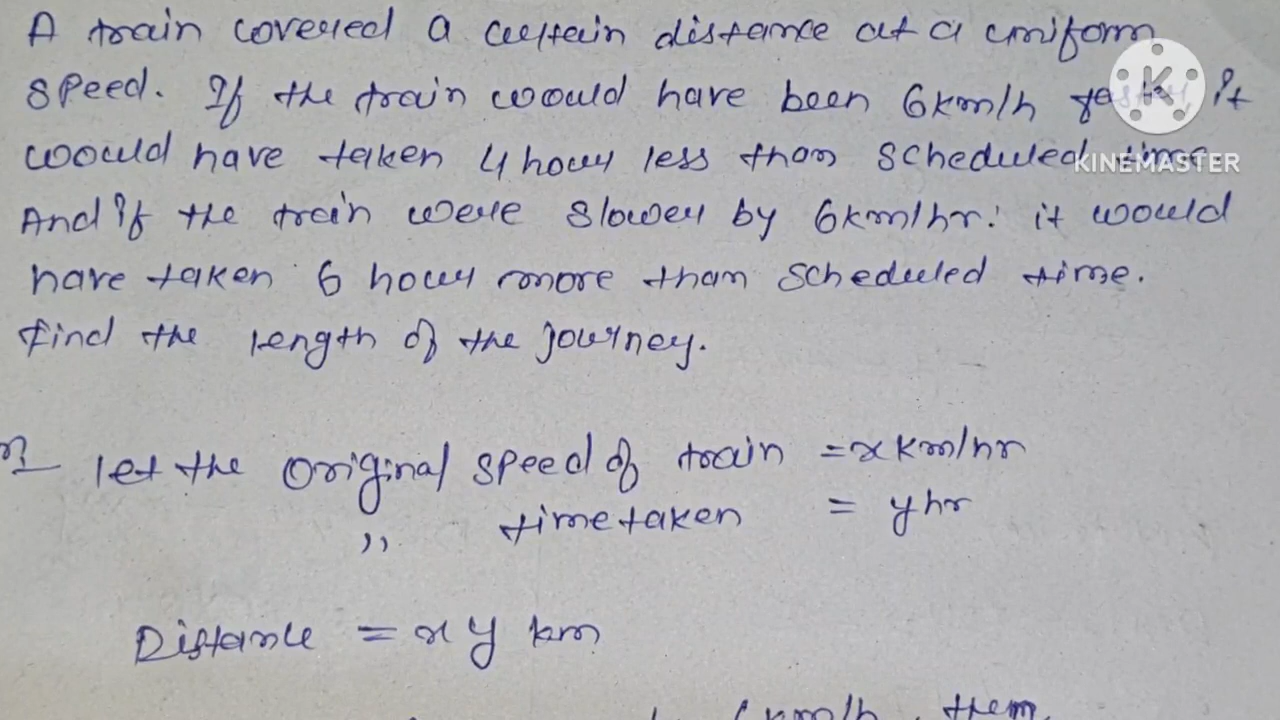 A train covered a certain distance at a uniform
speed. If the train would have been 6km/h it
would have taken 4 hour less than scheduled
KINEMASTER
And if the train were slower by 6km/hr. it would
have taken 6 hour more than scheduled time.
find the length of the journey.
let the original speed of train = x km/hr
,, time taken = y hr
Distance = x y km
km/h, them